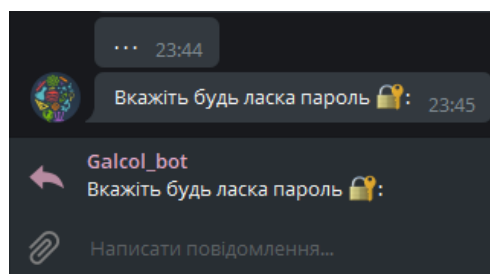 ... 23:44
Вкажіть будь ласка пароль 🔐: 23:45
Galcol_bot
Вкажіть будь ласка пароль 🔐:
Написати повідомлення...